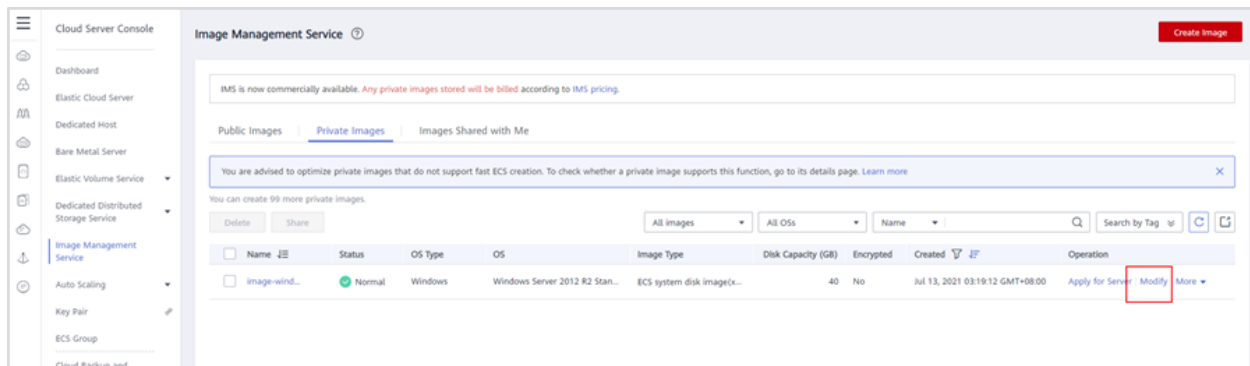 Cloud Server Console
Dashboard
Elastic Cloud Server
Dedicated Host
Bare Metal Server
Elastic Volume Service
Dedicated Distributed
Storage Service
Image Management
Service
Auto Scaling
Key Pair
ECS Group
Cloud Backup and
Image Management Service
Create Image
IMS is now commercially available. Any private images stored will be billed according to IMS pricing.
Public Images Private Images Images Shared with Me
You are advised to optimize private images that do not support fast ECS creation. To check whether a private image supports this function, go to its details page. Learn more
You can create 99 more private images.
Delete Share All images All OSs Name Search by Tag
Name Status OS Type OS Image Type Disk Capacity (GB) Encrypted Created Operation
image-wind... Normal Windows Windows Server 2012 R2 Stan... ECS system disk image(x... 40 No Jul 13, 2021 03:19:12 GMT+08:00 Apply for Server Modify More